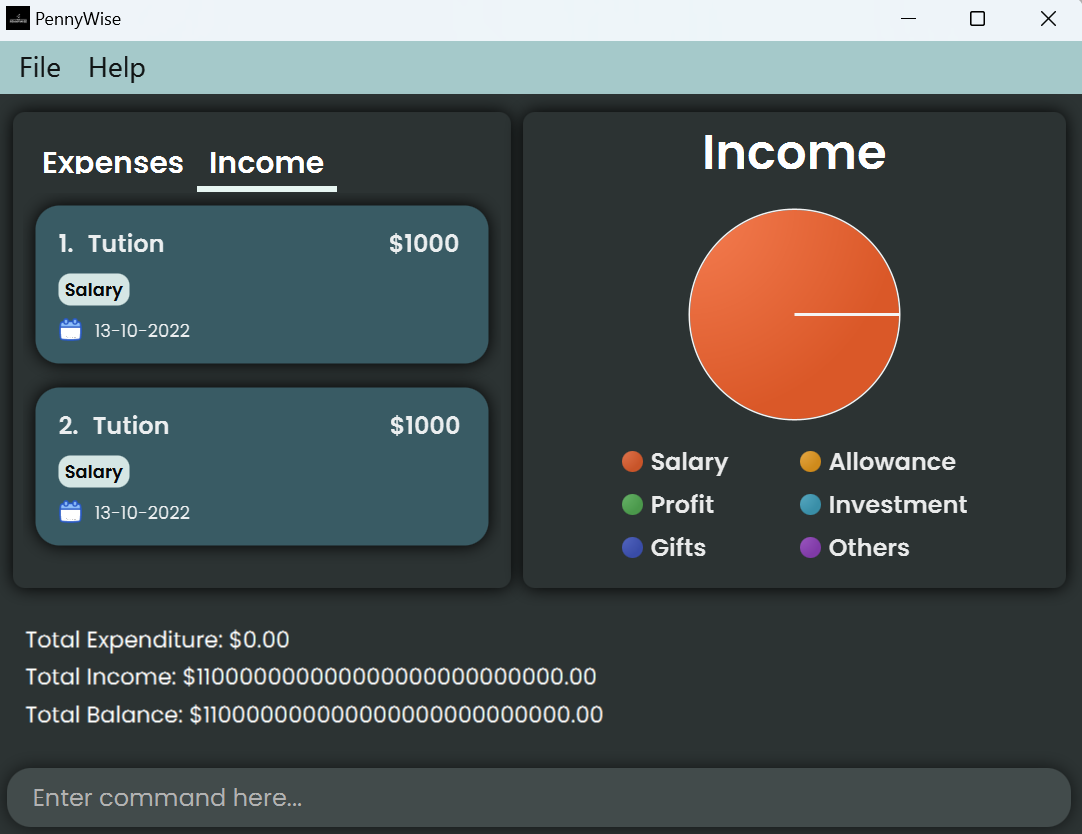 PennyWise
File Help
Expenses Income
1. Tution $1000
Salary
13-10-2022
2. Tution $1000
Salary
13-10-2022
Income
Salary Allowance
Profit Investment
Gifts Others
Total Expenditure: $0.00
Total Income: $110000000000000000000000000.00
Total Balance: $110000000000000000000000000.00
Enter command here...